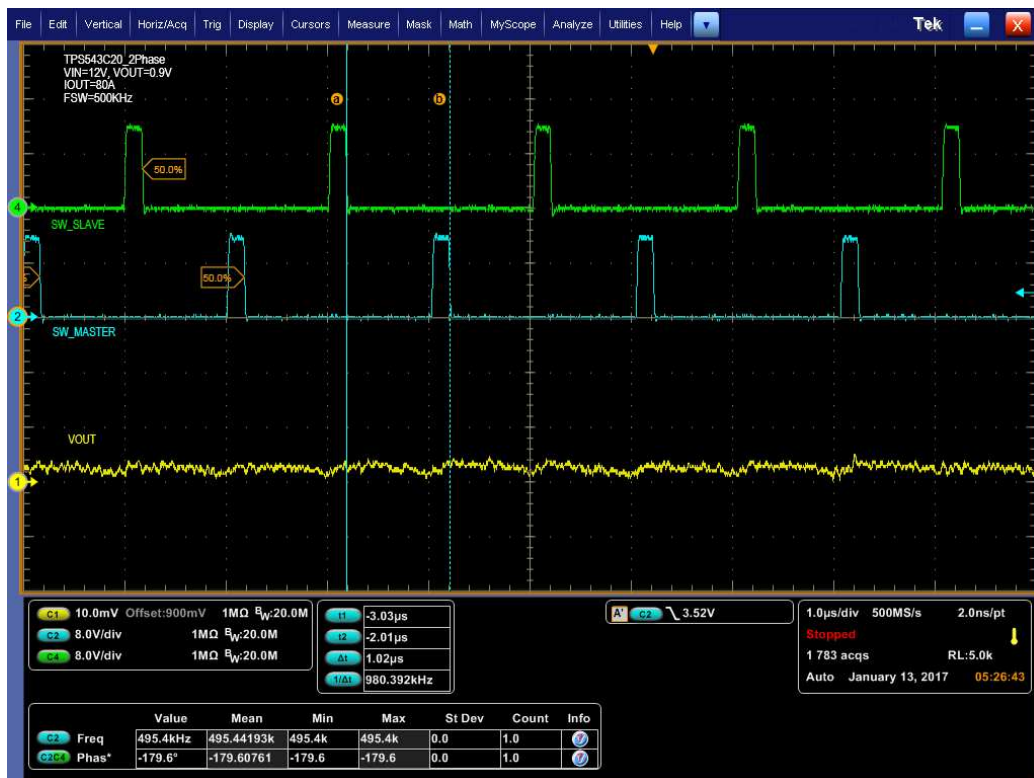 File Edit Vertical Horiz/Acq Trig Display Cursors Measure Mask Math MyScope Analyze Utilities Help Tek X
TPS543C20_2Phase
VIN=12V, VOUT=0.9V
IOUT=80A
FSW=500KHz
a b
50.0%
4
SW_SLAVE
50.0%
2
SW_MASTER
VOUT
1
C1 10.0mV Offset:900mV 1MΩ BW:20.0M
C2 8.0V/div 1MΩ BW:20.0M
C4 8.0V/div 1MΩ BW:20.0M
t1 -3.03µs
t2 -2.01µs
Δt 1.02µs
1/Δt 980.392kHz
A' C2 3.52V
1.0µs/div 500MS/s 2.0ns/pt
Stopped
1 783 acqs RL:5.0k
Auto January 13, 2017 05:26:43
Value Mean Min Max St Dev Count Info
C2 Freq 495.4kHz 495.44193k 495.4k 495.4k 0.0 1.0
C2C4 Phas* -179.6° -179.60761 -179.6 -179.6 0.0 1.0